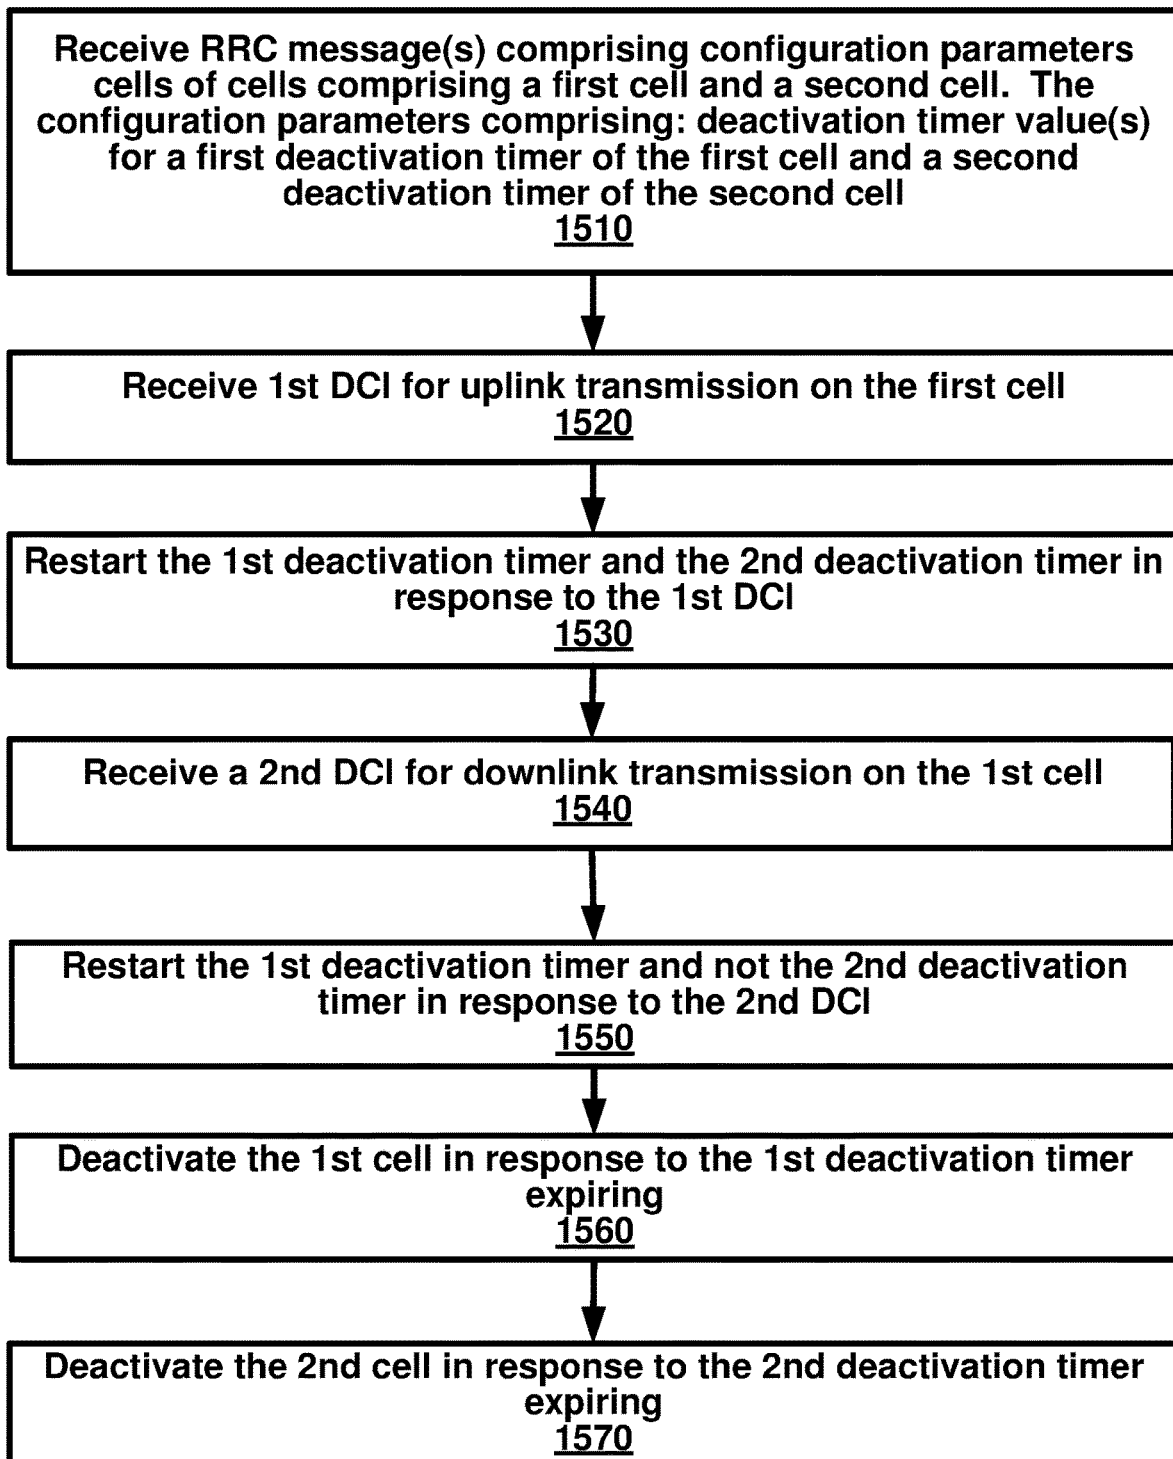 Receive RRC message(s) comprising configuration parameters
cells of cells comprising a first cell and a second cell.  The
configuration parameters comprising: deactivation timer value(s)
for a first deactivation timer of the first cell and a second
deactivation timer of the second cell
1510
Receive 1st DCI for uplink transmission on the first cell
1520
Restart the 1st deactivation timer and the 2nd deactivation timer in
response to the 1st DCI
1530
Receive a 2nd DCI for downlink transmission on the 1st cell
1540
Restart the 1st deactivation timer and not the 2nd deactivation
timer in response to the 2nd DCI
1550
Deactivate the 1st cell in response to the 1st deactivation timer
expiring
1560
Deactivate the 2nd cell in response to the 2nd deactivation timer
expiring
1570